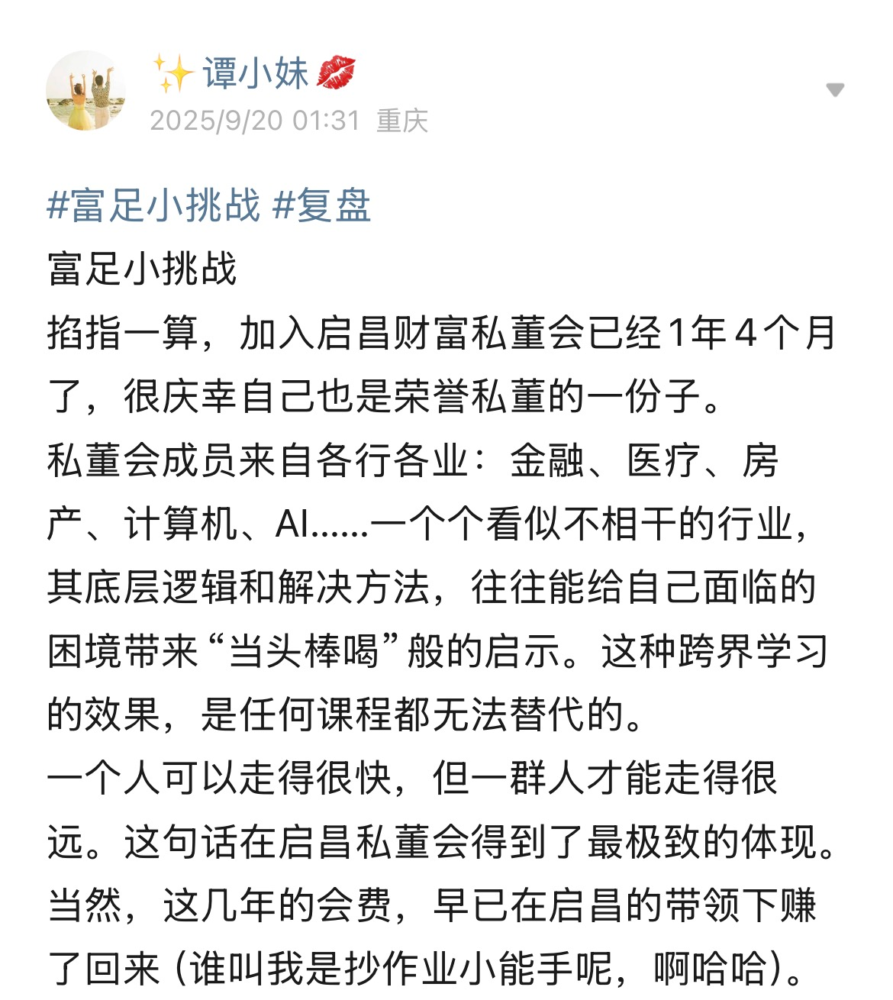 ✨谭小妹💋
2025/9/20 01:31 重庆
#富足小挑战 #复盘
富足小挑战
掐指一算，加入启昌财富私董会已经1年4个月
了，很庆幸自己也是荣誉私董的一份子。
私董会成员来自各行各业：金融、医疗、房
产、计算机、AI......一个个看似不相干的行业，
其底层逻辑和解决方法，往往能给自己面临的
困境带来“当头棒喝”般的启示。这种跨界学习
的效果，是任何课程都无法替代的。
一个人可以走得很快，但一群人才能走得很
远。这句话在启昌私董会得到了最极致的体现。
当然，这几年的会费，早已在启昌的带领下赚
了回来（谁叫我是抄作业小能手呢，啊哈哈）。